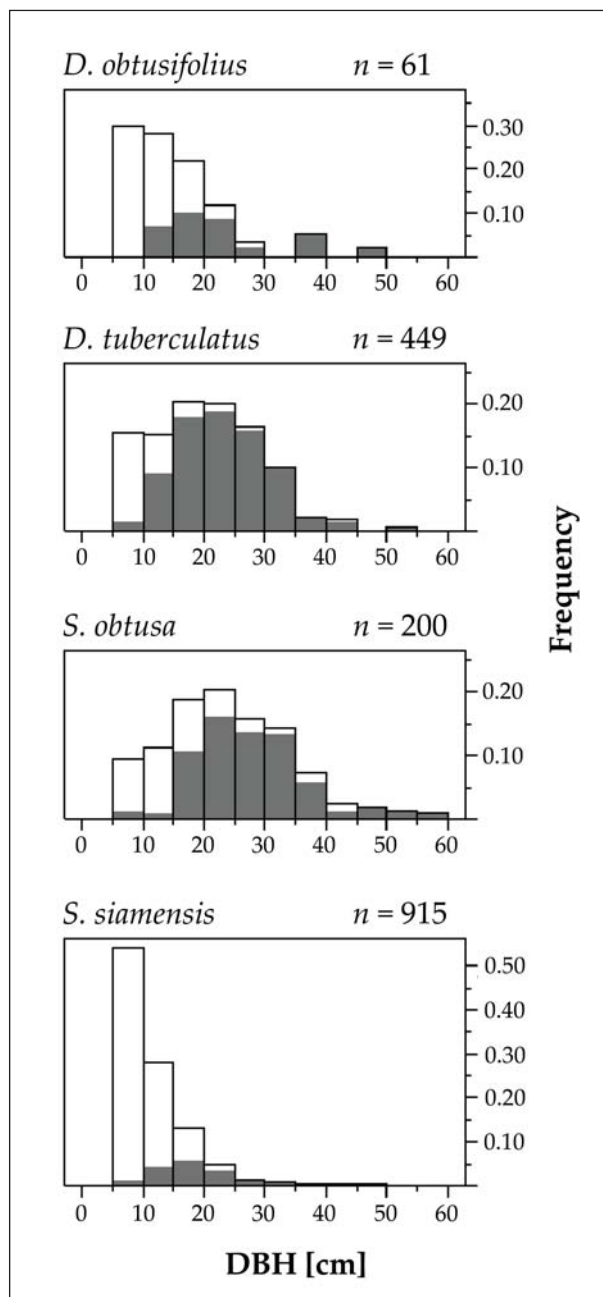 D. obtusifolius n = 61
0.30
0.20
0.10
0 10 20 30 40 50 60
D. tuberculatus n = 449
0.20
0.10
0 10 20 30 40 50 60
S. obtusa n = 200
0.20
0.10
0 10 20 30 40 50 60
S. siamensis n = 915
0.50
0.40
0.30
0.20
0.10
0 10 20 30 40 50 60
DBH [cm]
Frequency